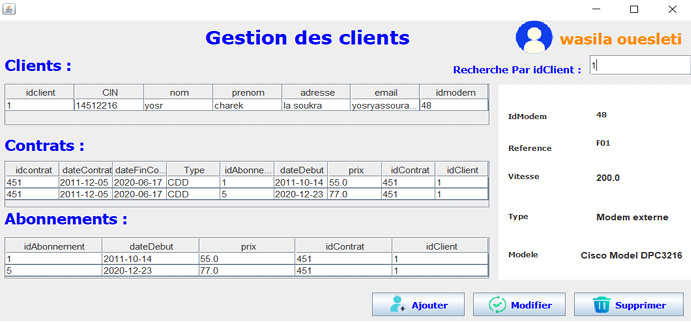 Gestion des clients
wasila ouesleti
Clients :
Recherche Par idClient : 1
idclient CIN nom prenom adresse email idmodem
1 14512216 yosr charek la soukra yosryassoura... 48
IdModem 48
Contrats :
Reference F01
idcontrat dateContrat dateFinCo... Type idAbonne... dateDebut prix idContrat idClient
451 2011-12-05 2020-06-17 CDD 1 2011-10-14 55.0 451 1
Vitesse 200.0
451 2011-12-05 2020-06-17 CDD 5 2020-12-23 77.0 451 1
Abonnements :
Type Modem externe
idAbonnement dateDebut prix idContrat idClient
1 2011-10-14 55.0 451 1
Modele Cisco Model DPC3216
5 2020-12-23 77.0 451 1
Ajouter Modifier Supprimer